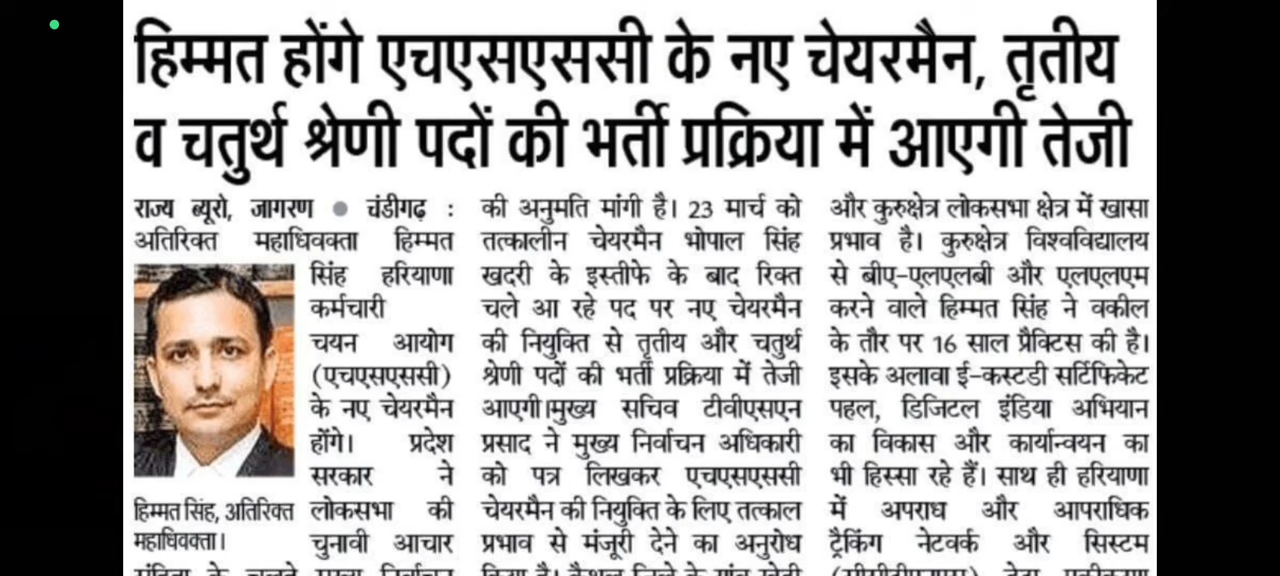 हिम्मत होंगे एचएसएससी के नए चेयरमैन, तृतीय
व चतुर्थ श्रेणी पदों की भर्ती प्रक्रिया में आएगी तेजी
राज्य ब्यूरो, जागरण ● चंडीगढ़ :
अतिरिक्त महाधिवक्ता हिम्मत
सिंह हरियाणा
कर्मचारी
चयन आयोग
(एचएसएससी)
के नए चेयरमैन
होंगे। प्रदेश
सरकार ने
लोकसभा की
चुनावी आचार
हिम्मत सिंह, अतिरिक्त
महाधिवक्ता।
की अनुमति मांगी है। 23 मार्च को
तत्कालीन चेयरमैन भोपाल सिंह
खदरी के इस्तीफे के बाद रिक्त
चले आ रहे पद पर नए चेयरमैन
की नियुक्ति से तृतीय और चतुर्थ
श्रेणी पदों की भर्ती प्रक्रिया में तेजी
आएगी।मुख्य सचिव टीवीएसएन
प्रसाद ने मुख्य निर्वाचन अधिकारी
को पत्र लिखकर एचएसएससी
चेयरमैन की नियुक्ति के लिए तत्काल
प्रभाव से मंजूरी देने का अनुरोध
और कुरुक्षेत्र लोकसभा क्षेत्र में खासा
प्रभाव है। कुरुक्षेत्र विश्वविद्यालय
से बीए-एलएलबी और एलएलएम
करने वाले हिम्मत सिंह ने वकील
के तौर पर 16 साल प्रैक्टिस की है।
इसके अलावा ई-कस्टडी सर्टिफिकेट
पहल, डिजिटल इंडिया अभियान
का विकास और कार्यान्वयन का
भी हिस्सा रहे हैं। साथ ही हरियाणा
में अपराध और आपराधिक
ट्रैकिंग नेटवर्क और सिस्टम